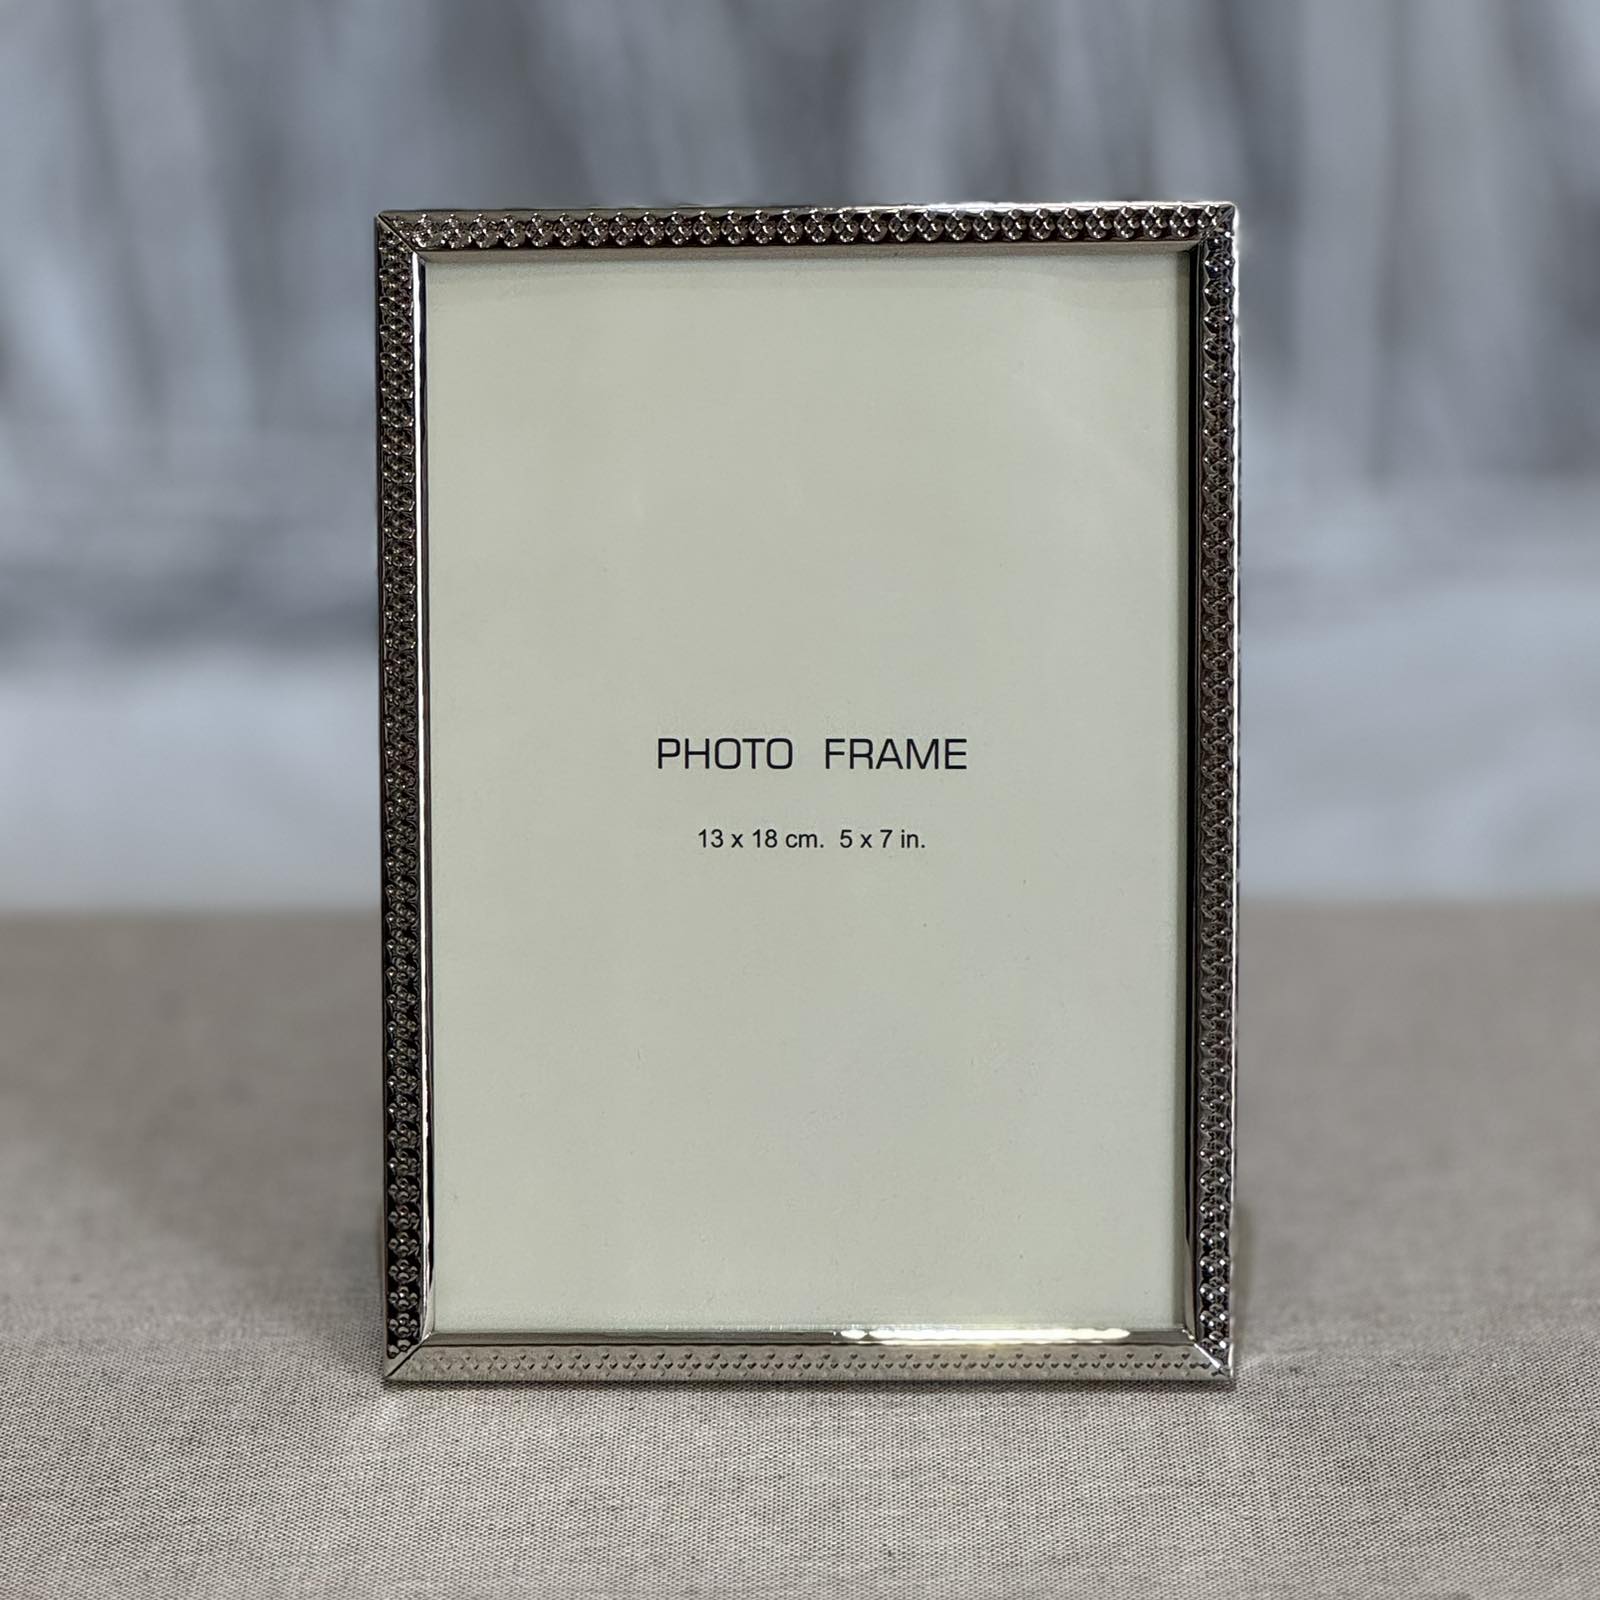 PHOTO FRAME
13 x 18 cm. 5 x 7 in.